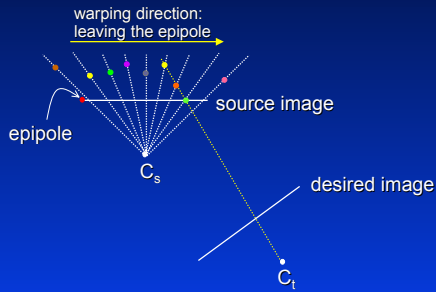 warping direction:
leaving the epipole
source image
epipole
Cs
desired image
Ct